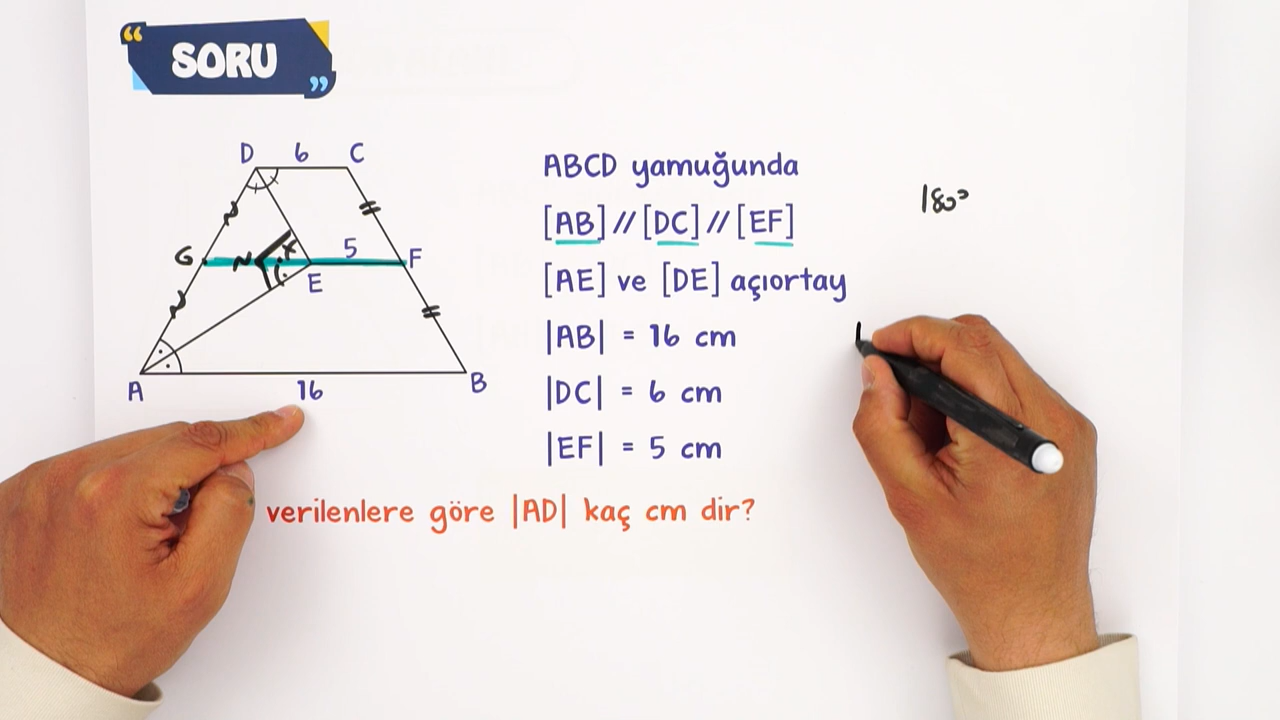 “ SORU ”
D 6 C
G N x 5 F
E
A 16 B
ABCD yamuğunda
[AB] // [DC] // [EF]
[AE] ve [DE] açıortay
|AB| = 16 cm
|DC| = 6 cm
|EF| = 5 cm
verilenlere göre |AD| kaç cm dir?
180°